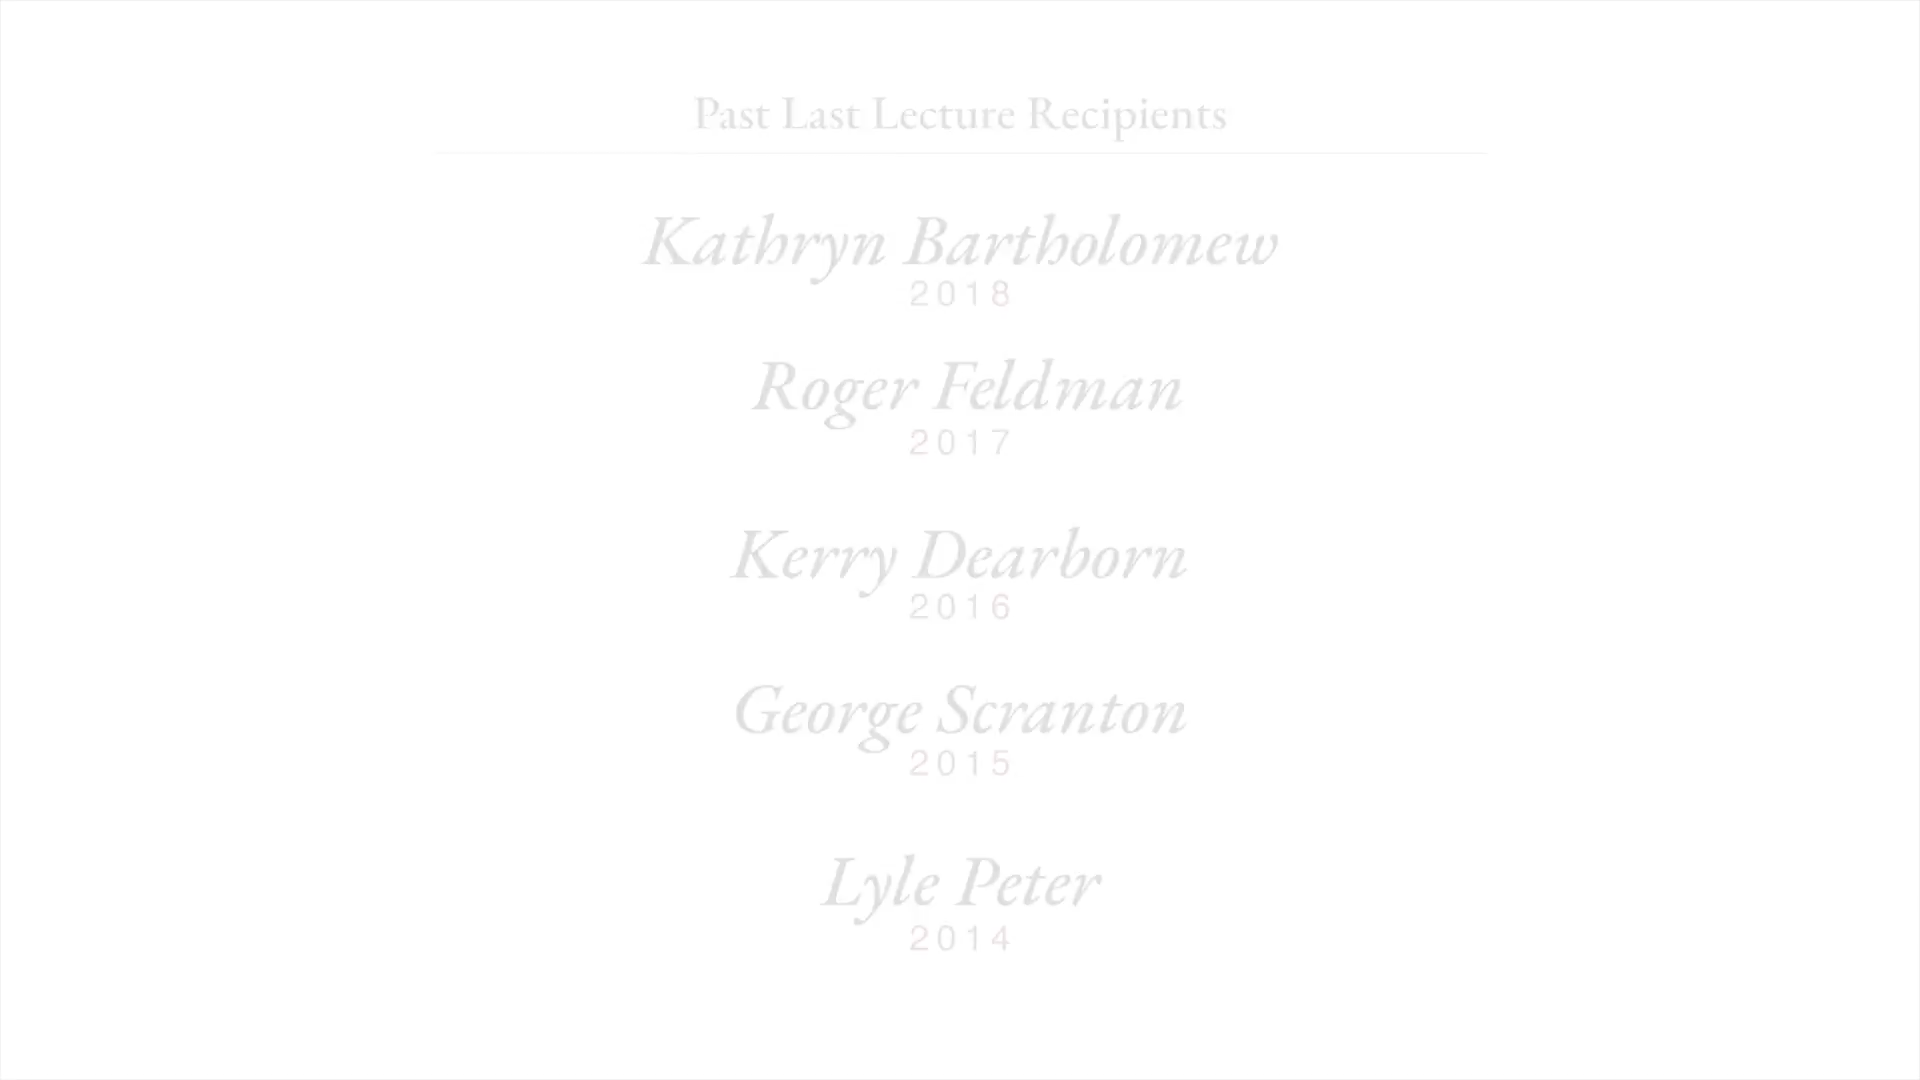 Past Last Lecture Recipients
Kathryn Bartholomew
2018
Roger Feldman
2017
Kerry Dearborn
2016
George Scranton
2015
Lyle Peter
2014